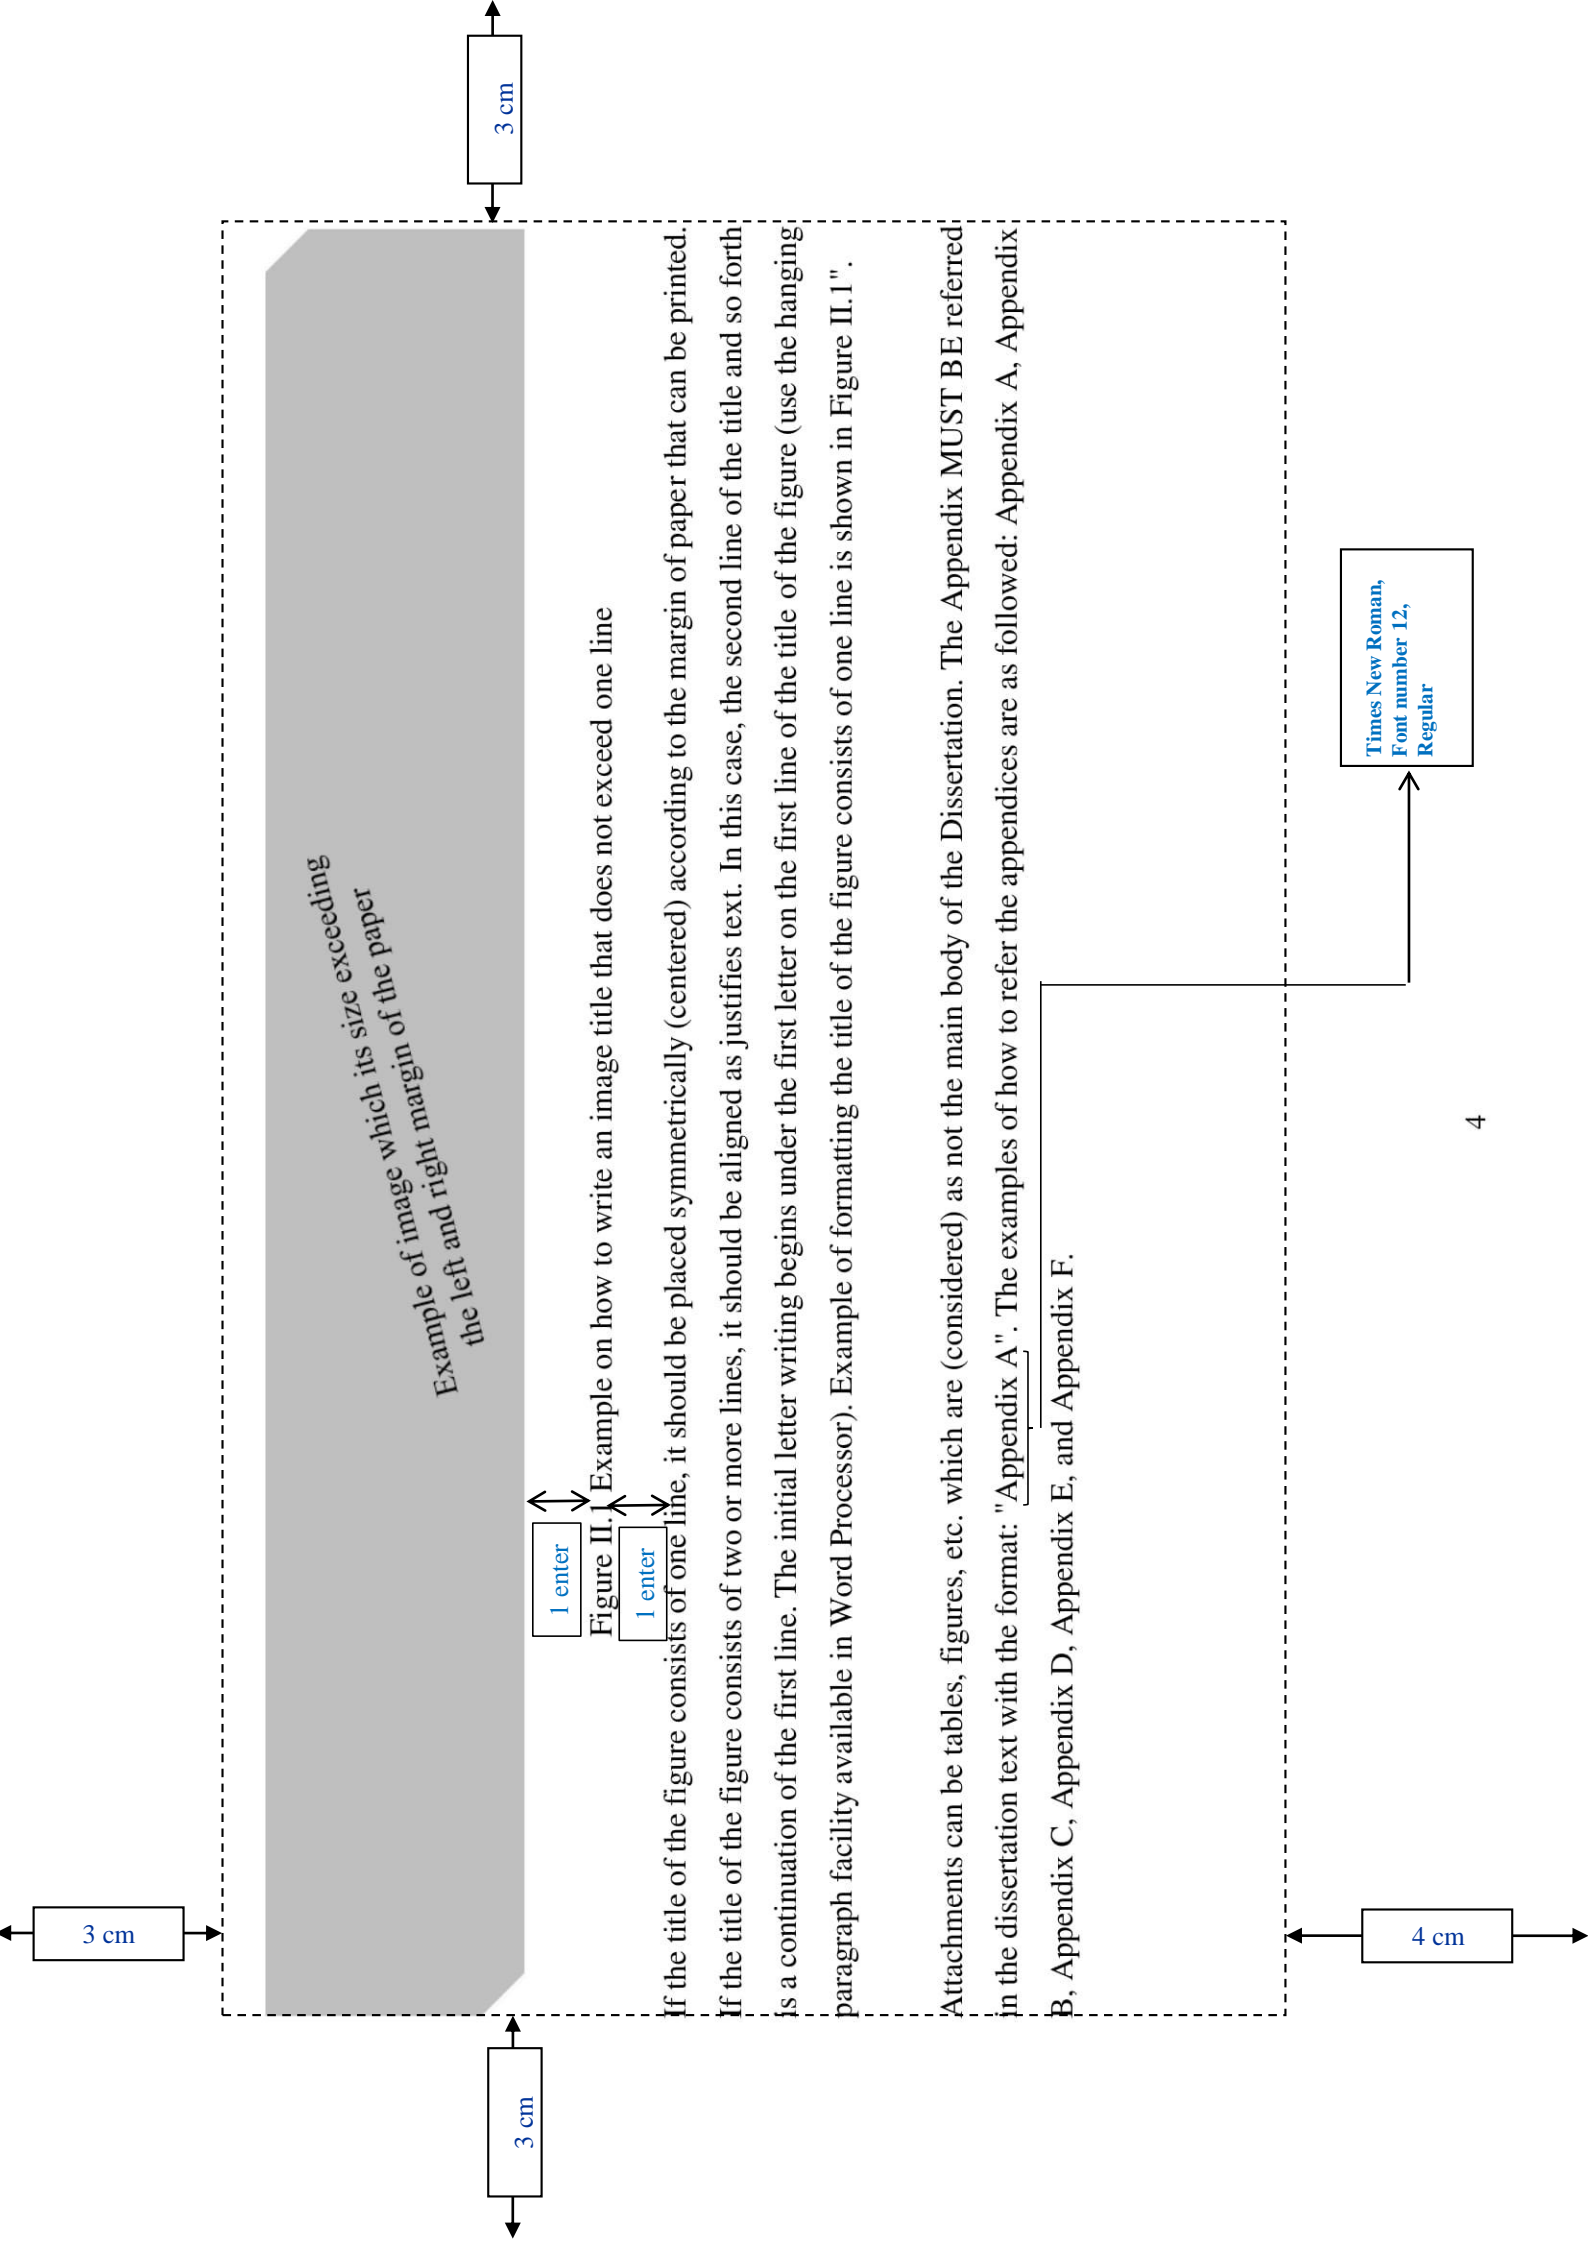 3 cm
3 cm
Example of image which its size exceeding
the left and right margin of the paper
1 enter
Figure II.1 Example on how to write an image title that does not exceed one line
1 enter
If the title of the figure consists of one line, it should be placed symmetrically (centered) according to the margin of paper that can be printed.
If the title of the figure consists of two or more lines, it should be aligned as justifies text. In this case, the second line of the title and so forth
is a continuation of the first line. The initial letter writing begins under the first letter on the first line of the title of the figure (use the hanging
paragraph facility available in Word Processor). Example of formatting the title of the figure consists of one line is shown in Figure II.1".
Attachments can be tables, figures, etc. which are (considered) as not the main body of the Dissertation. The Appendix MUST BE referred
in the dissertation text with the format: "Appendix A". The examples of how to refer the appendices are as followed: Appendix A, Appendix
B, Appendix C, Appendix D, Appendix E, and Appendix F.
3 cm
4 cm
Times New Roman,
Font number 12,
Regular
4